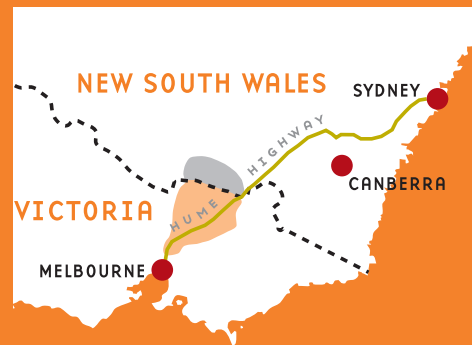 NEW SOUTH WALES
SYDNEY
HUME HIGHWAY
CANBERRA
VICTORIA
MELBOURNE